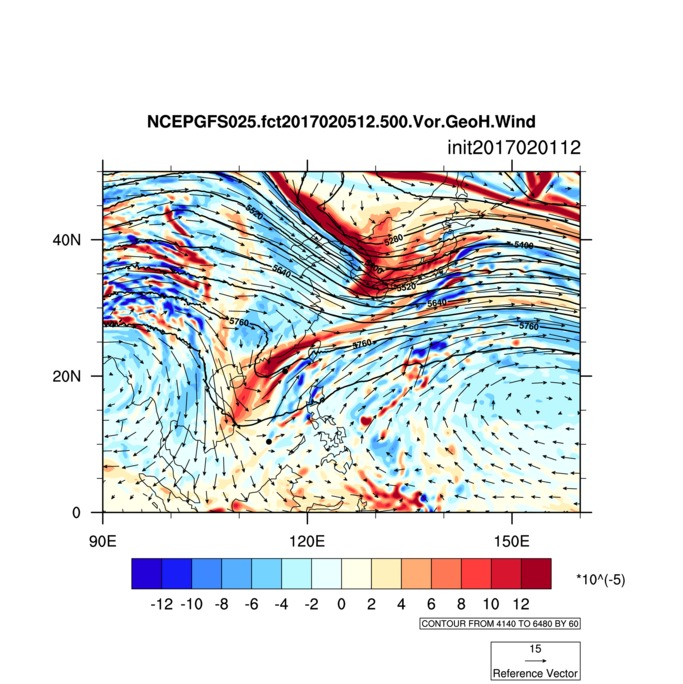 NCEPGFS025.fct2017020512.500.Vor.GeoH.Wind
init2017020112
40N
20N
0
90E 120E 150E
5520
5280
5400
5640
5520
5640
5760
5760
5760
-12 -10 -8 -6 -4 -2 0 2 4 6 8 10 12
*10^(-5)
CONTOUR FROM 4140 TO 6480 BY 60
15
Reference Vector